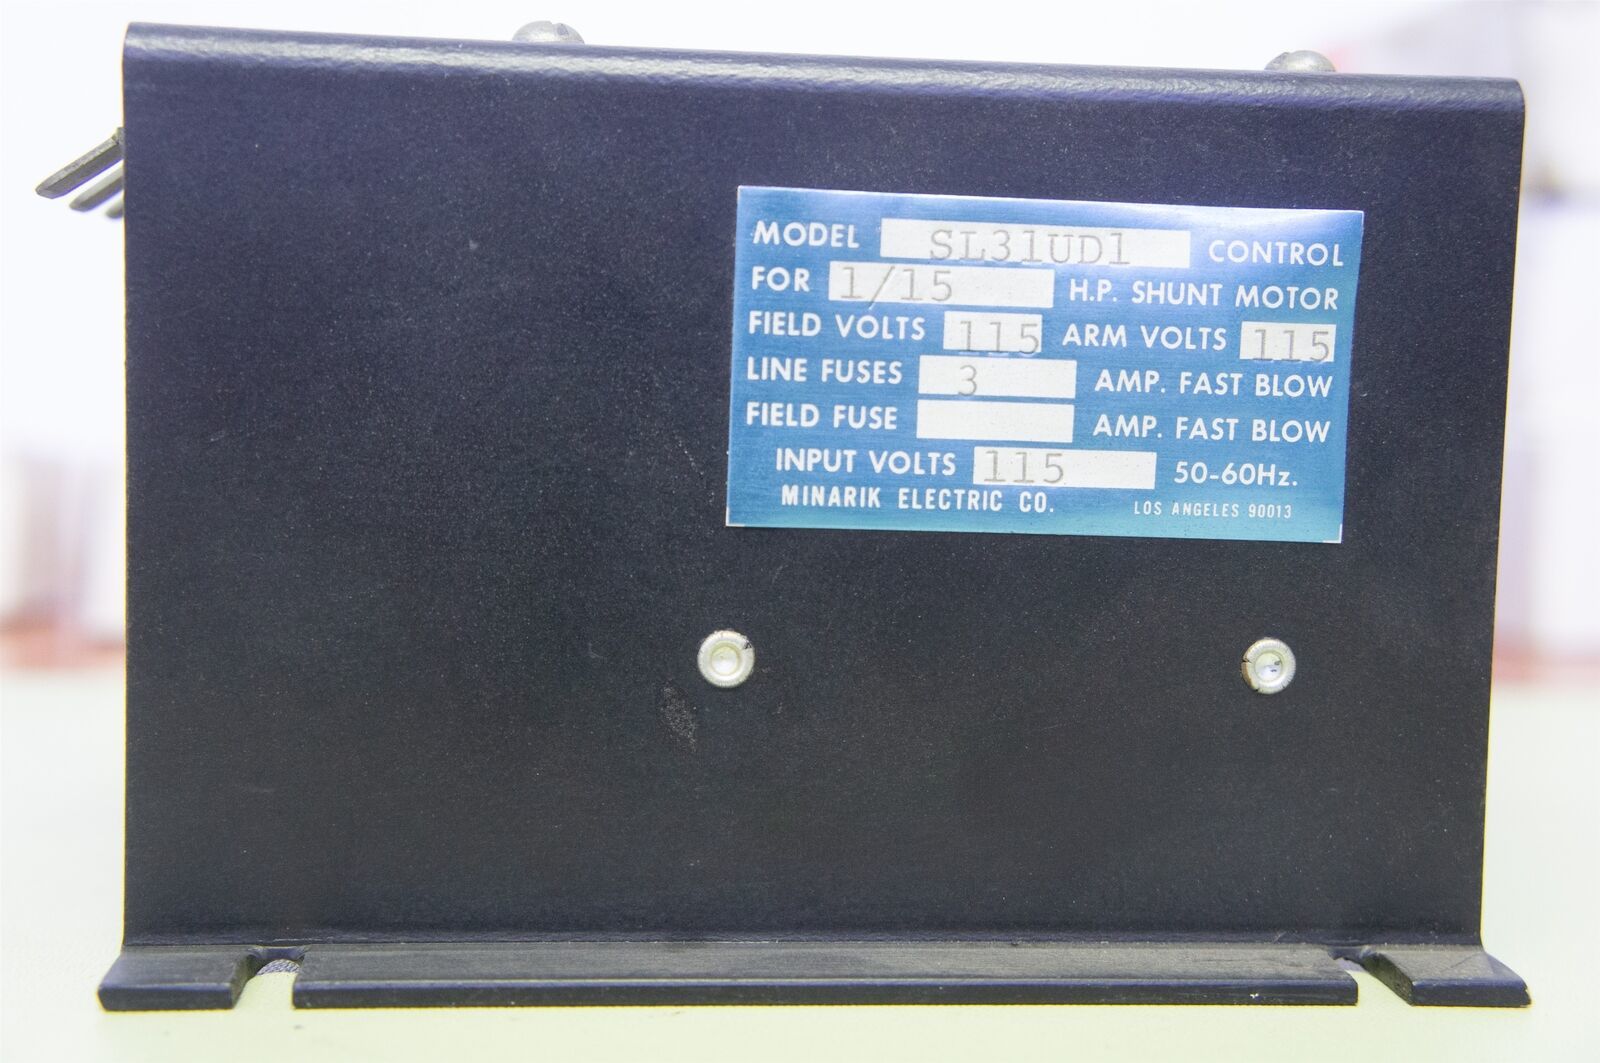 MODEL SL31UD1 CONTROL
FOR 1/15 H.P. SHUNT MOTOR
FIELD VOLTS 115 ARM VOLTS 115
LINE FUSES 3 AMP. FAST BLOW
FIELD FUSE AMP. FAST BLOW
INPUT VOLTS 115 50-60Hz.
MINARIK ELECTRIC CO. LOS ANGELES 90013